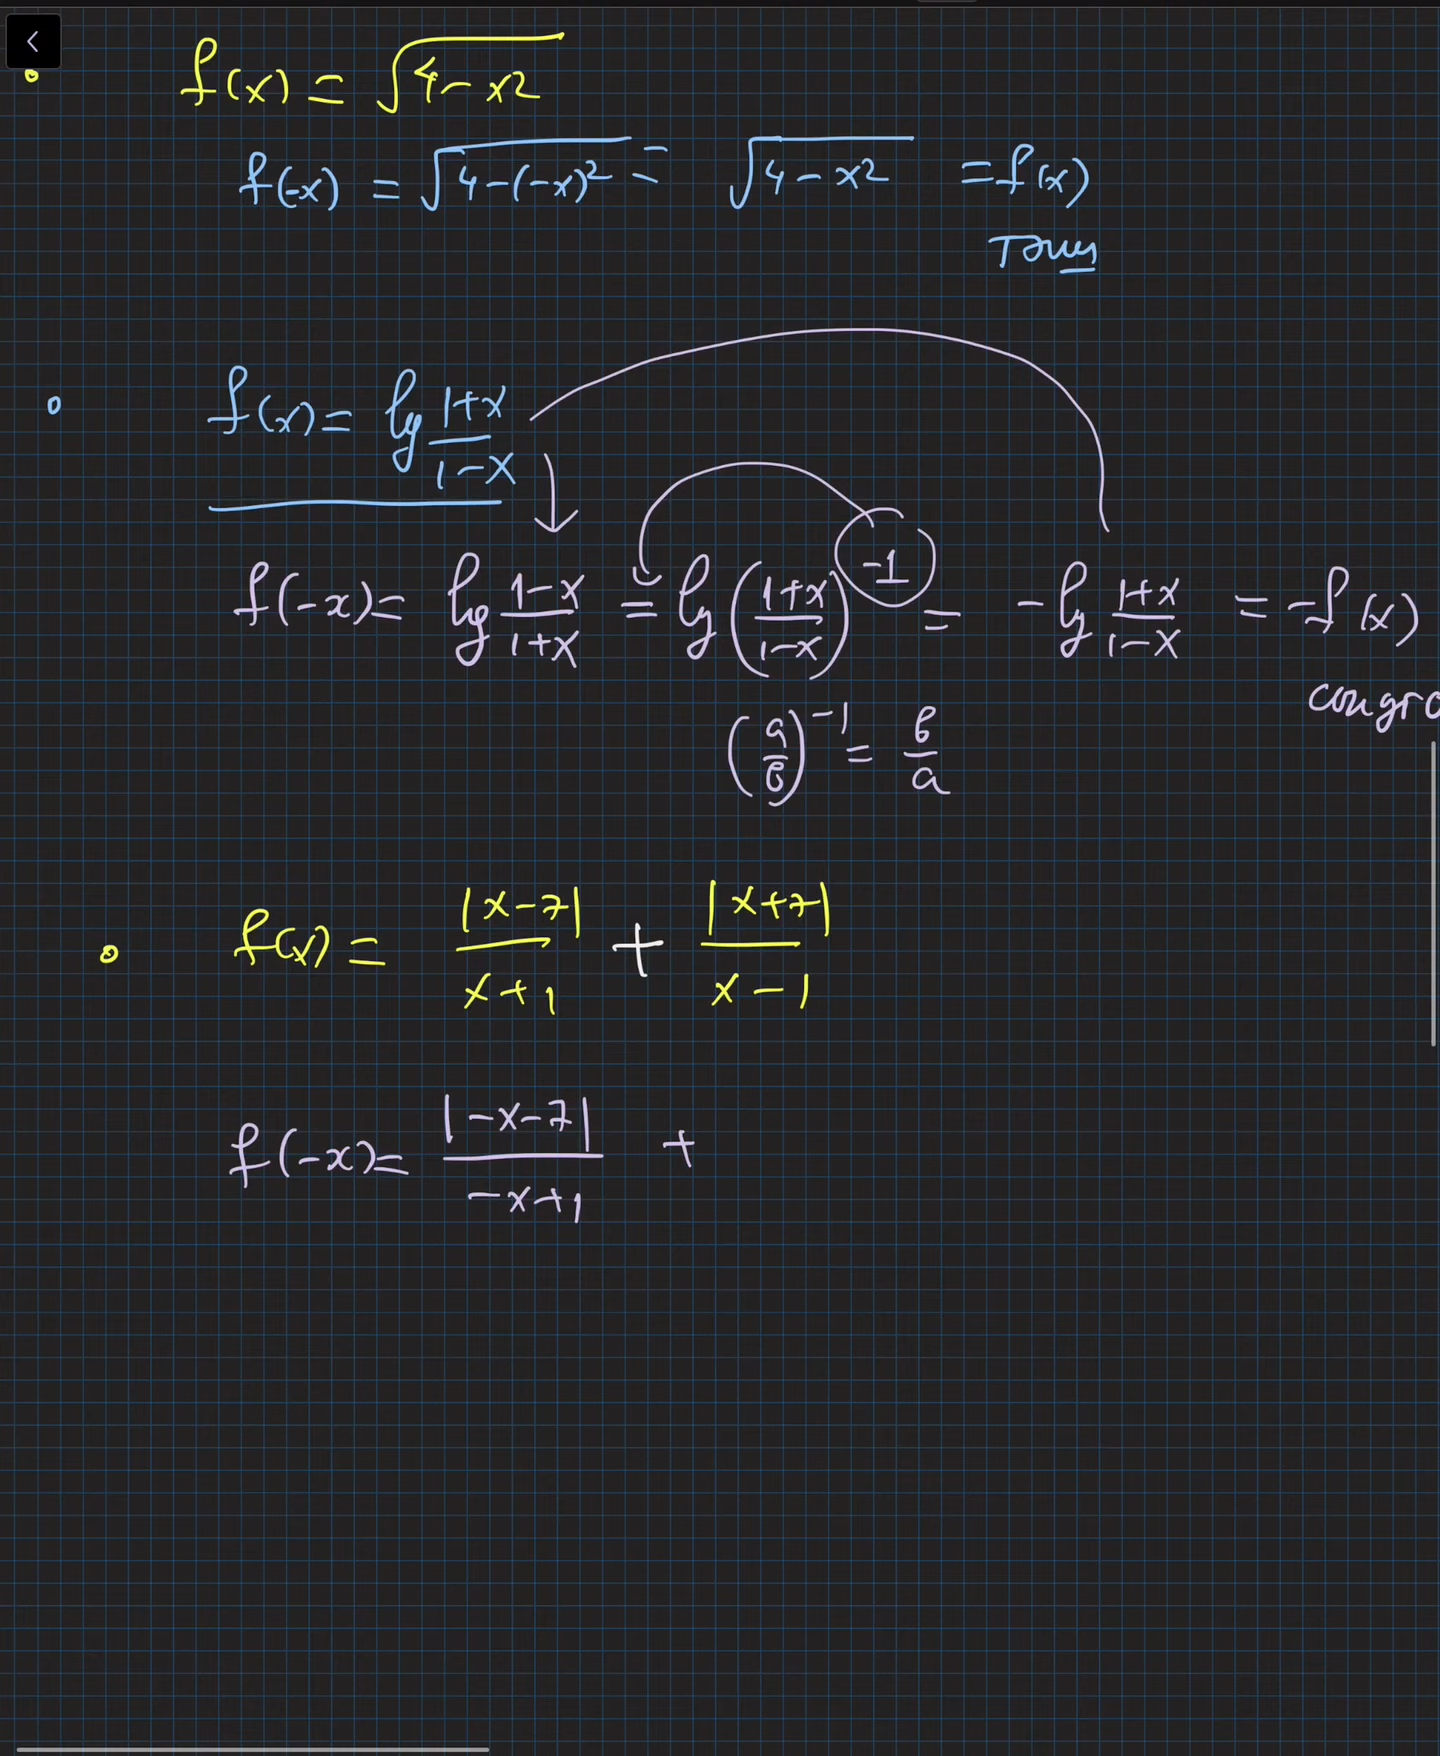 f(x) = √(4 - x2)
f(-x) = √(4-(-x)²) = √(4 - x2) = f(x)
тэгш
f(x) = lg (1+x)/(1-x)
f(-x) = lg (1-x)/(1+x) = lg ((1+x)/(1-x))⁻¹ = -lg (1+x)/(1-x) = -f(x)
(a/b)⁻¹ = b/a
f(x) = |x-7|/(x+1) + |x+7|/(x-1)
f(-x) = |-x-7|/(-x+1) +